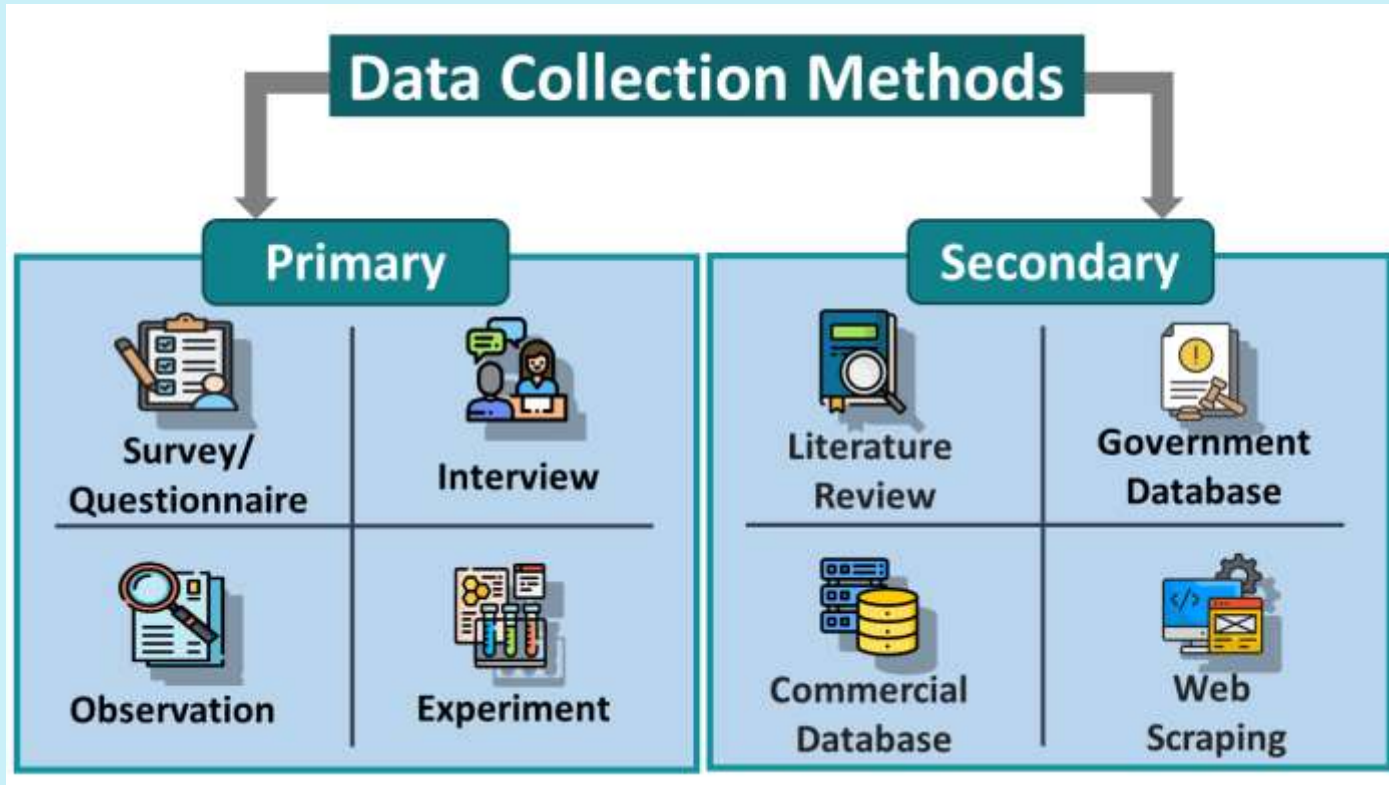 Data Collection Methods
Primary
Survey/
Questionnaire
Interview
Observation
Experiment
Secondary
Literature
Review
Government
Database
Commercial
Database
Web
Scraping